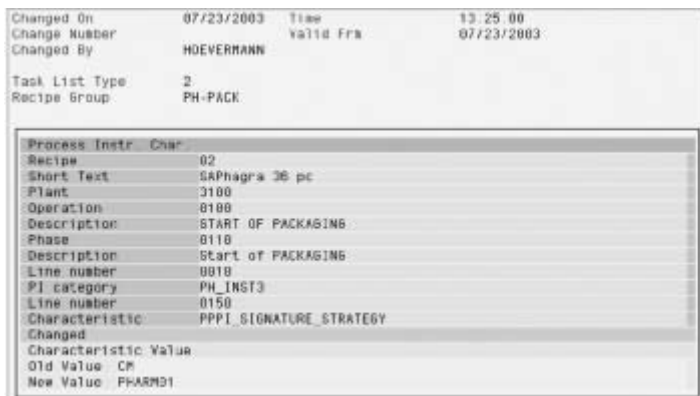 Changed On 07/23/2003 Time 13.25.00
Change Number Valid Frm 07/23/2003
Changed By HOEVERMANN
Task List Type 2
Recipe Group PH-PACK
Process Instr. Char.
Recipe 02
Short Text SAPhagra 36 pc
Plant 3100
Operation 0100
Description START OF PACKAGING
Phase 0110
Description Start of PACKAGING
Line number 0010
PI category PH_INST3
Line number 0150
Characteristic PPPI_SIGNATURE_STRATEGY
Changed
Characteristic Value
Old Value CM
New Value PHARM01